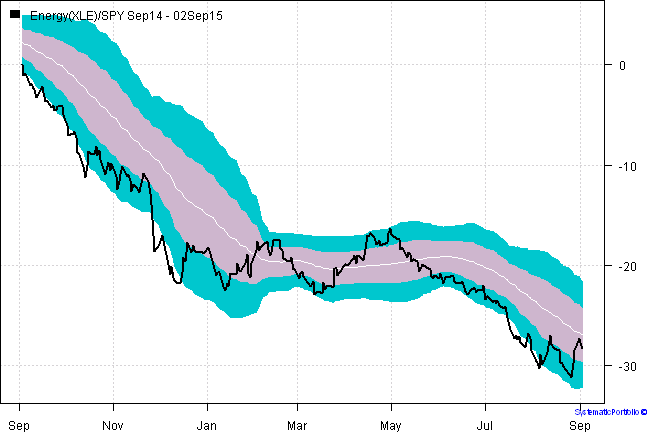 Energy(XLE)/SPY Sep14 - 02Sep15
0
-10
-20
-30
Sep Nov Jan Mar May Jul Sep
SystematicPortfolio ©